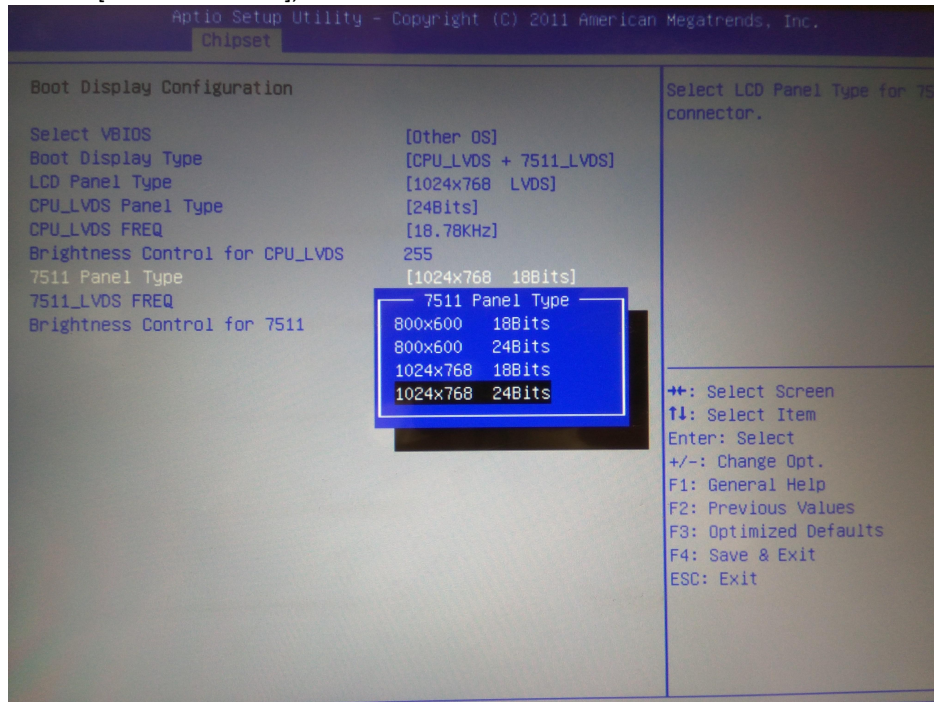 Aptio Setup Utility – Copyright (C) 2011 American Megatrends, Inc.
Chipset
Boot Display Configuration
Select VBIOS [Other OS]
Boot Display Type [CPU_LVDS + 7511_LVDS]
LCD Panel Type [1024x768 LVDS]
CPU_LVDS Panel Type [24Bits]
CPU_LVDS FREQ [18.78KHz]
Brightness Control for CPU_LVDS 255
7511 Panel Type [1024x768 18Bits]
7511_LVDS FREQ
Brightness Control for 7511
7511 Panel Type
800x600 18Bits
800x600 24Bits
1024x768 18Bits
1024x768 24Bits
Select LCD Panel Type for 75
connector.
→←: Select Screen
↑↓: Select Item
Enter: Select
+/-: Change Opt.
F1: General Help
F2: Previous Values
F3: Optimized Defaults
F4: Save & Exit
ESC: Exit